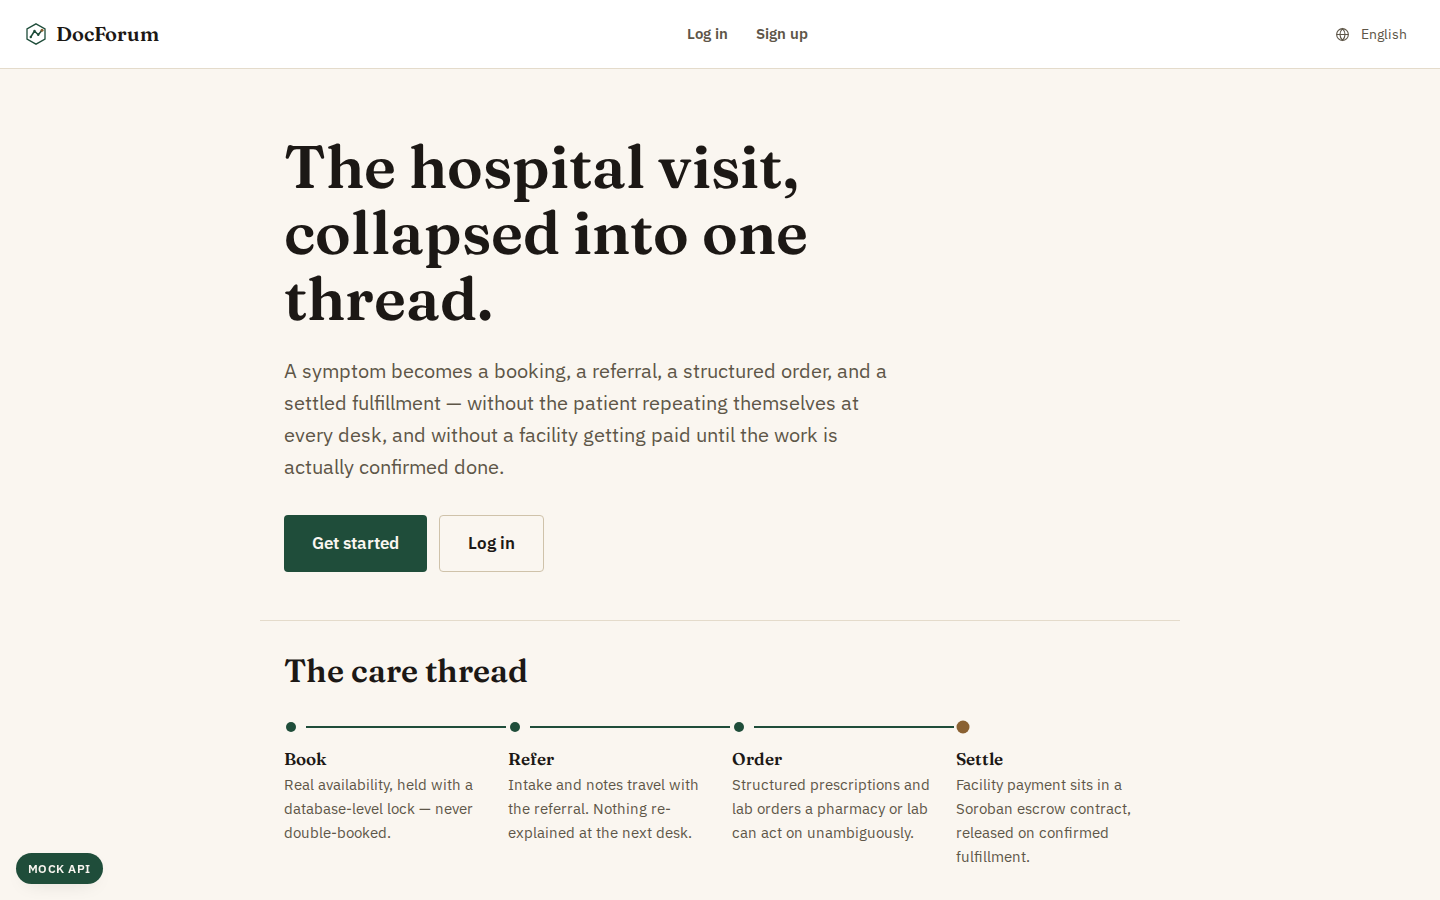 DocForum
Log in
Sign up
English
The hospital visit,
collapsed into one
thread.
A symptom becomes a booking, a referral, a structured order, and a
settled fulfillment — without the patient repeating themselves at
every desk, and without a facility getting paid until the work is
actually confirmed done.
Get started
Log in
The care thread
Book
Real availability, held with a
database-level lock — never
double-booked.
Refer
Intake and notes travel with
the referral. Nothing re-
explained at the next desk.
Order
Structured prescriptions and
lab orders a pharmacy or lab
can act on unambiguously.
Settle
Facility payment sits in a
Soroban escrow contract,
released on confirmed
fulfillment.
MOCK API